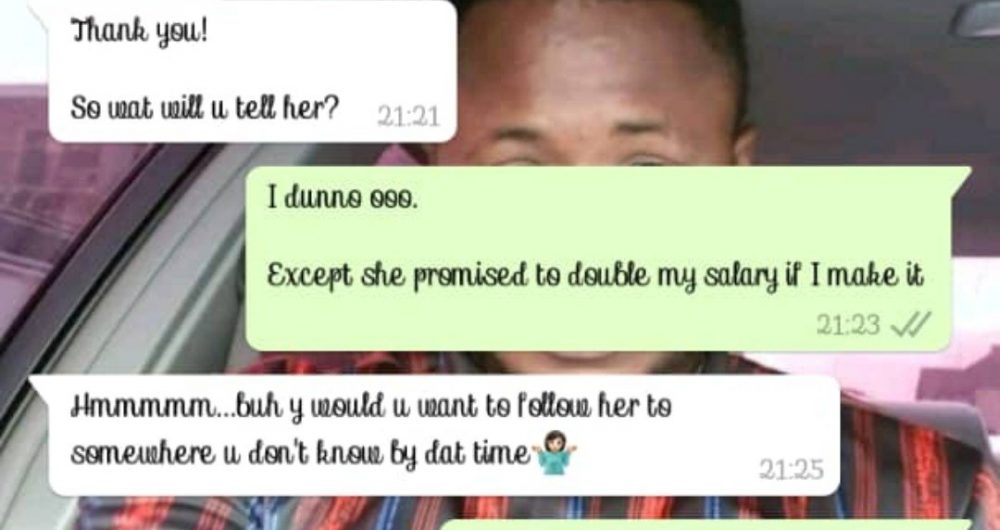 Thank you!
So wat will u tell her?
21:21
I dunno ooo.
Except she promised to double my salary if I make it
21:23
Hmmmmm...buh y would u want to follow her to
somewhere u don't know by dat time🤷🏻‍♀️
21:25